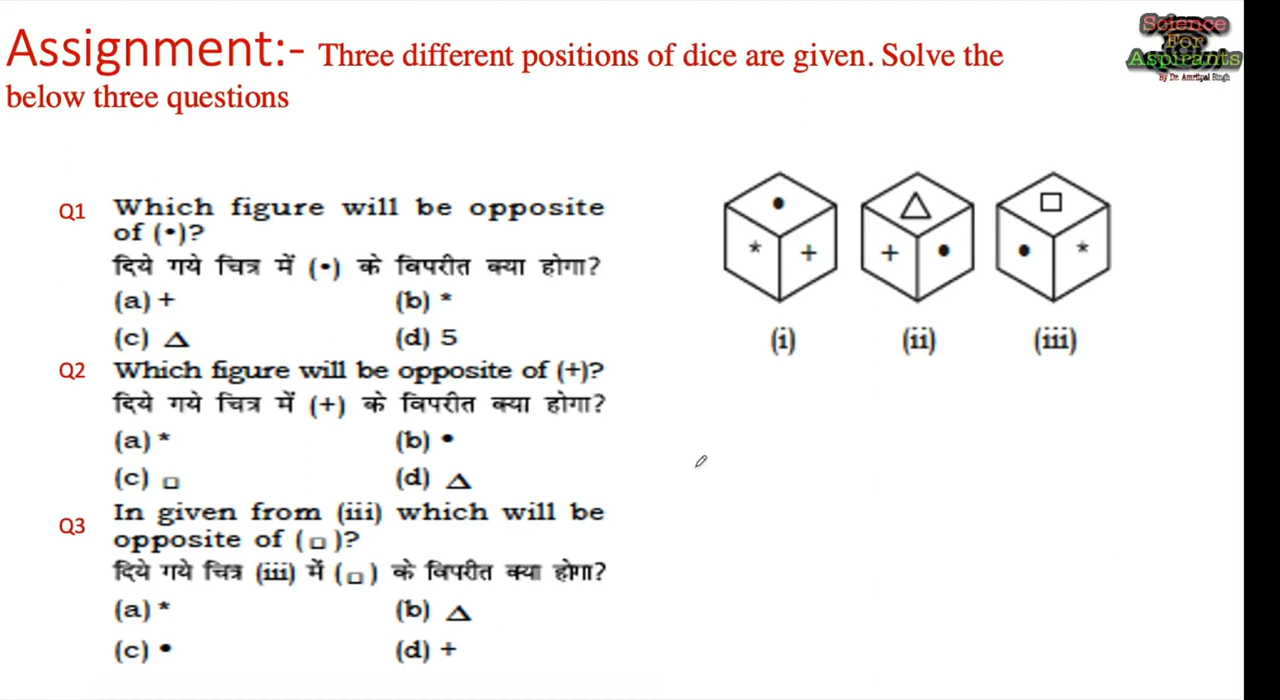 Assignment:- Three different positions of dice are given. Solve the
below three questions
Science
For
Aspirants
By Dr. Amritpal Singh
Q1 Which figure will be opposite
of (•)?
दिये गये चित्र में (•) के विपरीत क्या होगा?
(a) + (b) *
(c) △ (d) 5
Q2 Which figure will be opposite of (+)?
दिये गये चित्र में (+) के विपरीत क्या होगा?
(a) * (b) •
(c) □ (d) △
Q3 In given from (iii) which will be
opposite of (□)?
दिये गये चित्र (iii) में (□) के विपरीत क्या होगा?
(a) * (b) △
(c) • (d) +
• △ □
* + + • • *
(i) (ii) (iii)